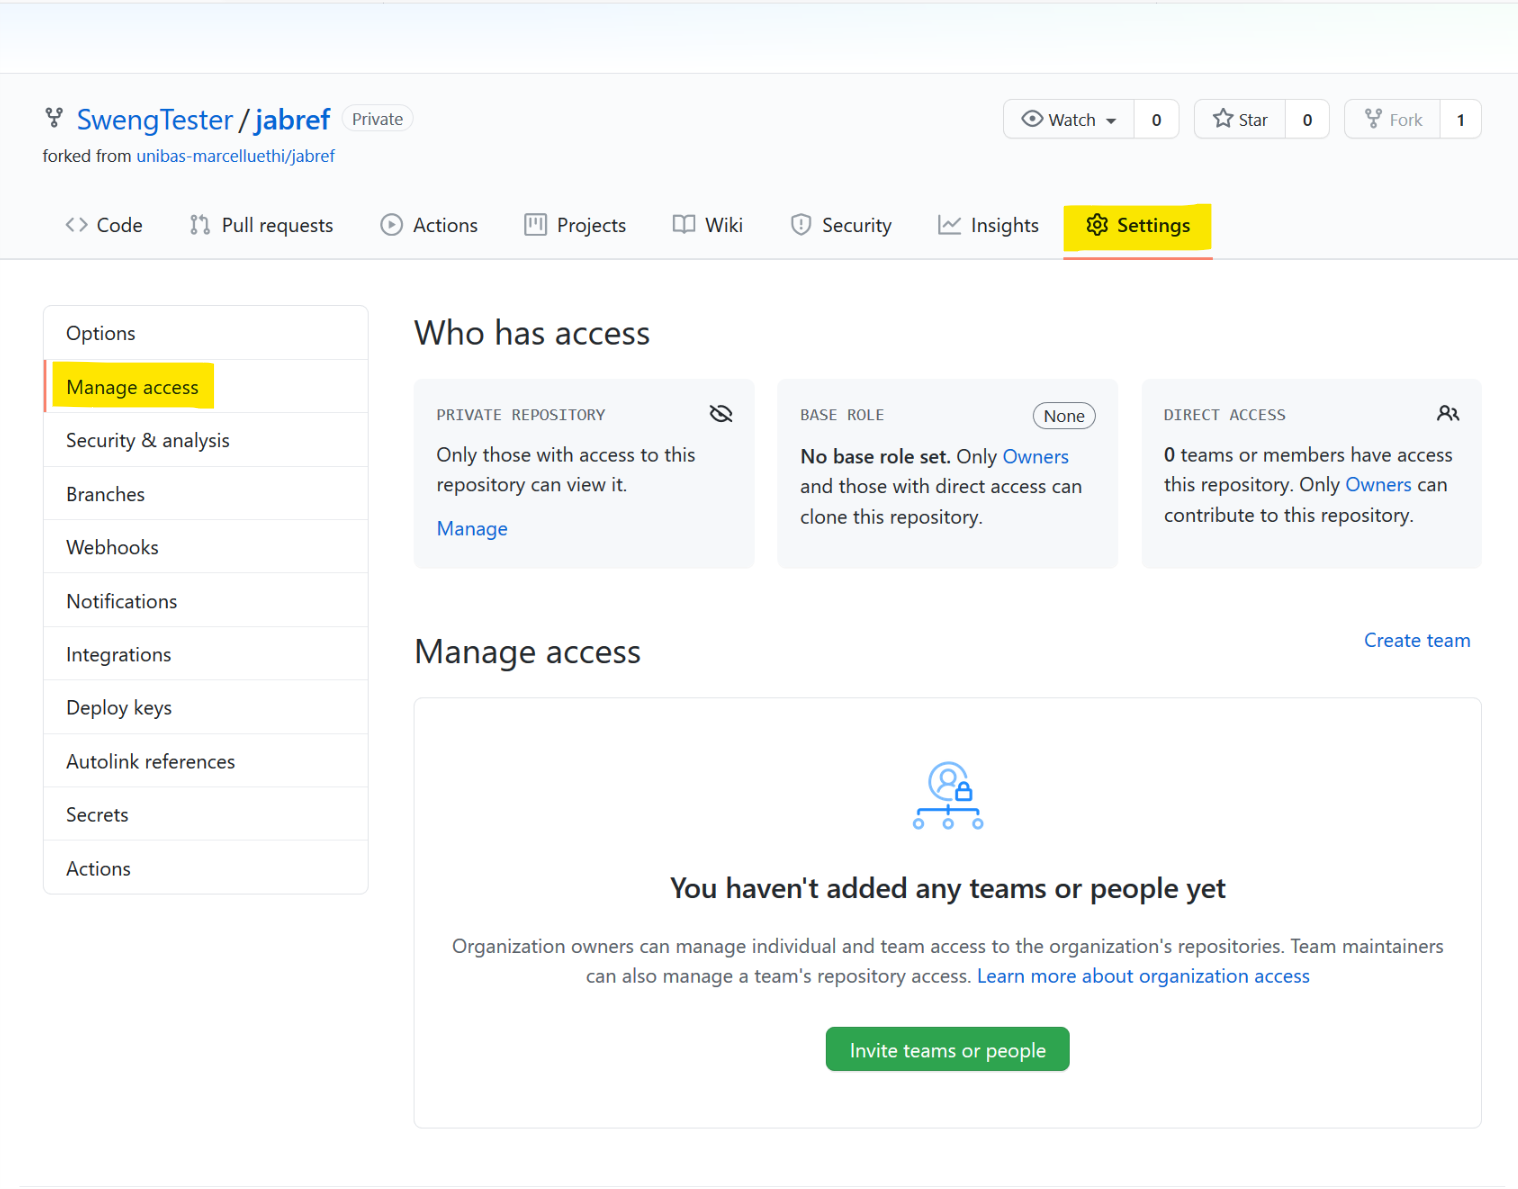 SwengTester / jabref Private
Watch 0 Star 0 Fork 1
forked from unibas-marcelluethi/jabref
Code Pull requests Actions Projects Wiki Security Insights Settings
Options
Manage access
Security & analysis
Branches
Webhooks
Notifications
Integrations
Deploy keys
Autolink references
Secrets
Actions
Who has access
PRIVATE REPOSITORY
Only those with access to this
repository can view it.
Manage
BASE ROLE None
No base role set. Only Owners
and those with direct access can
clone this repository.
DIRECT ACCESS
0 teams or members have access
this repository. Only Owners can
contribute to this repository.
Manage access
Create team
You haven't added any teams or people yet
Organization owners can manage individual and team access to the organization's repositories. Team maintainers
can also manage a team's repository access. Learn more about organization access
Invite teams or people